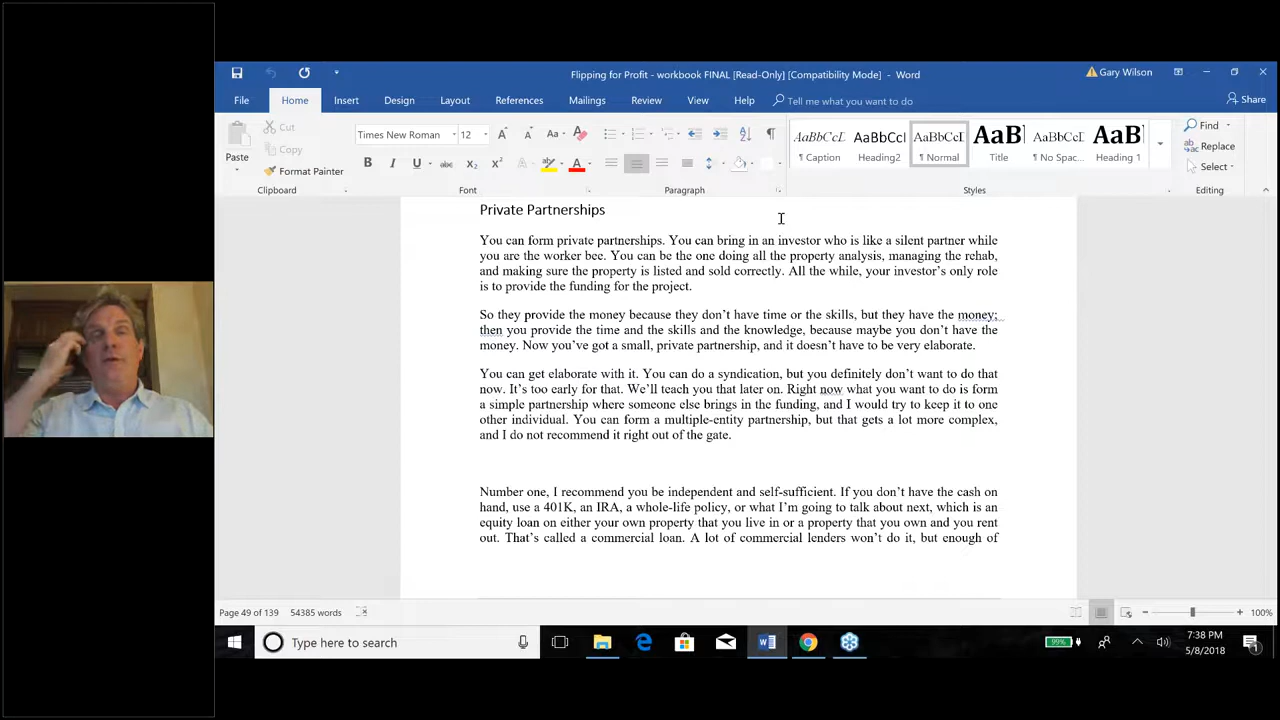 Flipping for Profit - workbook FINAL [Read-Only] [Compatibility Mode] - Word
Gary Wilson
File Home Insert Design Layout References Mailings Review View Help Tell me what you want to do
Share
Paste
Cut
Copy
Format Painter
Clipboard
Times New Roman 12
Font
Paragraph
AaBbCcI AaBbCcI AaBbCcI AaB AaBbCcI AaB
Caption Heading2 ¶ Normal Title ¶ No Spac... Heading 1
Styles
Find
Replace
Select
Editing
Private Partnerships
You can form private partnerships. You can bring in an investor who is like a silent partner while
you are the worker bee. You can be the one doing all the property analysis, managing the rehab,
and making sure the property is listed and sold correctly. All the while, your investor’s only role
is to provide the funding for the project.
So they provide the money because they don’t have time or the skills, but they have the money;
then you provide the time and the skills and the knowledge, because maybe you don’t have the
money. Now you’ve got a small, private partnership, and it doesn’t have to be very elaborate.
You can get elaborate with it. You can do a syndication, but you definitely don’t want to do that
now. It’s too early for that. We’ll teach you that later on. Right now what you want to do is form
a simple partnership where someone else brings in the funding, and I would try to keep it to one
other individual. You can form a multiple-entity partnership, but that gets a lot more complex,
and I do not recommend it right out of the gate.
Number one, I recommend you be independent and self-sufficient. If you don’t have the cash on
hand, use a 401K, an IRA, a whole-life policy, or what I’m going to talk about next, which is an
equity loan on either your own property that you live in or a property that you own and you rent
out. That’s called a commercial loan. A lot of commercial lenders won’t do it, but enough of
Page 49 of 139 54385 words
100%
Type here to search
99%
7:38 PM
5/8/2018
1